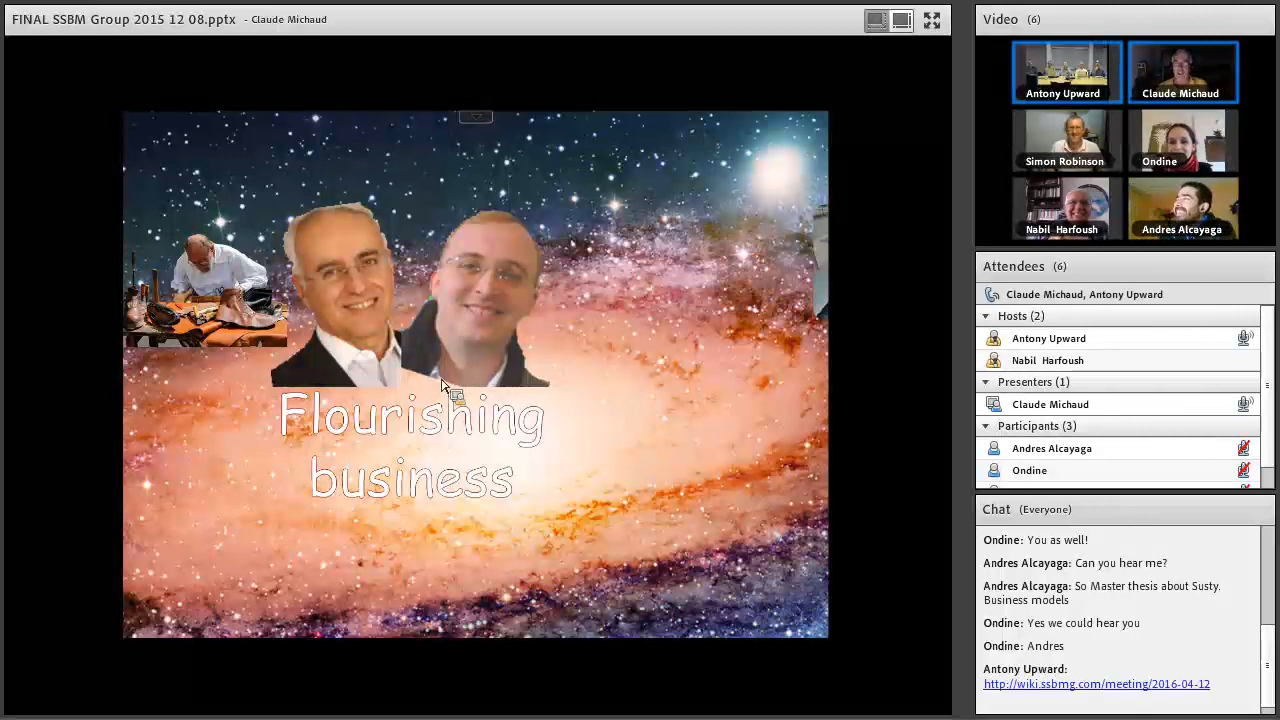 FINAL SSBM Group 2015 12 08.pptx - Claude Michaud
Flourishing
business
Video (6)
Antony Upward
Claude Michaud
Simon Robinson
Ondine
Nabil Harfoush
Andres Alcayaga
Attendees (6)
Claude Michaud, Antony Upward
Hosts (2)
Antony Upward
Nabil Harfoush
Presenters (1)
Claude Michaud
Participants (3)
Andres Alcayaga
Ondine
Chat (Everyone)
Ondine: You as well!
Andres Alcayaga: Can you hear me?
Andres Alcayaga: So Master thesis about Susty.
Business models
Ondine: Yes we could hear you
Ondine: Andres
Antony Upward:
http://wiki.ssbmg.com/meeting/2016-04-12